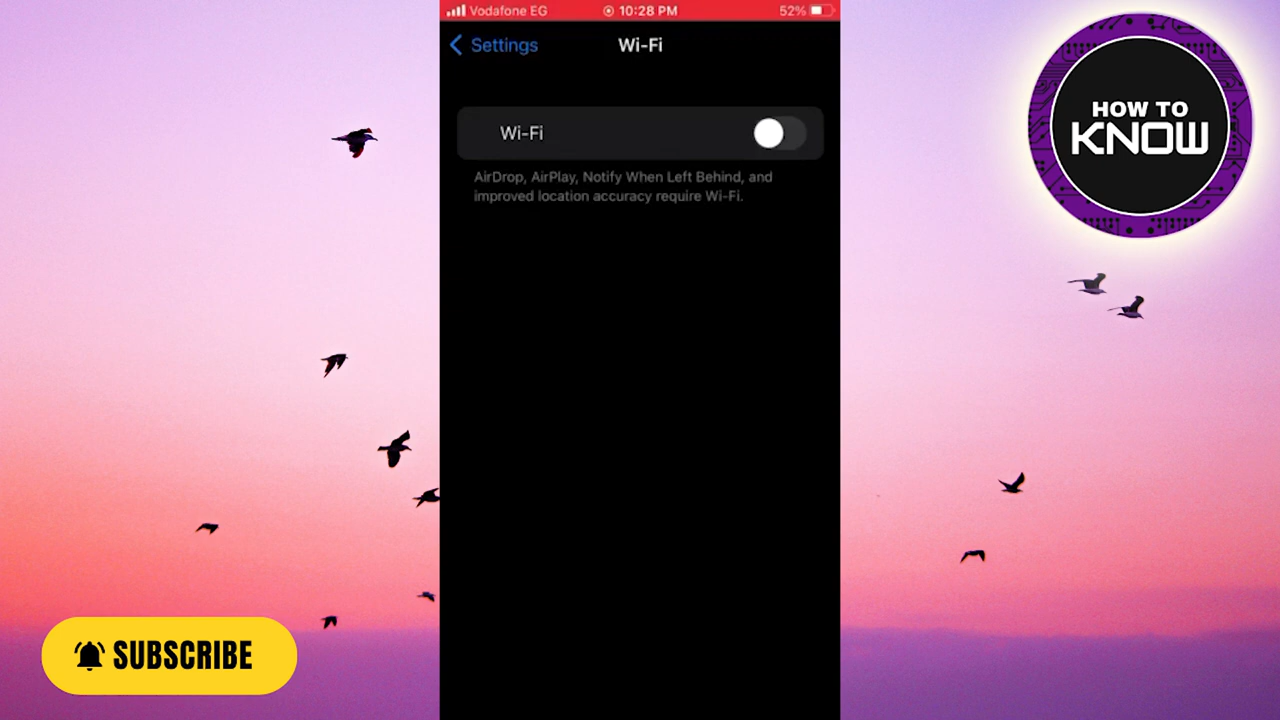 Vodafone EG 10:28 PM 52%
Settings Wi-Fi
Wi-Fi
AirDrop, AirPlay, Notify When Left Behind, and
improved location accuracy require Wi-Fi.
HOW TO
KNOW
SUBSCRIBE